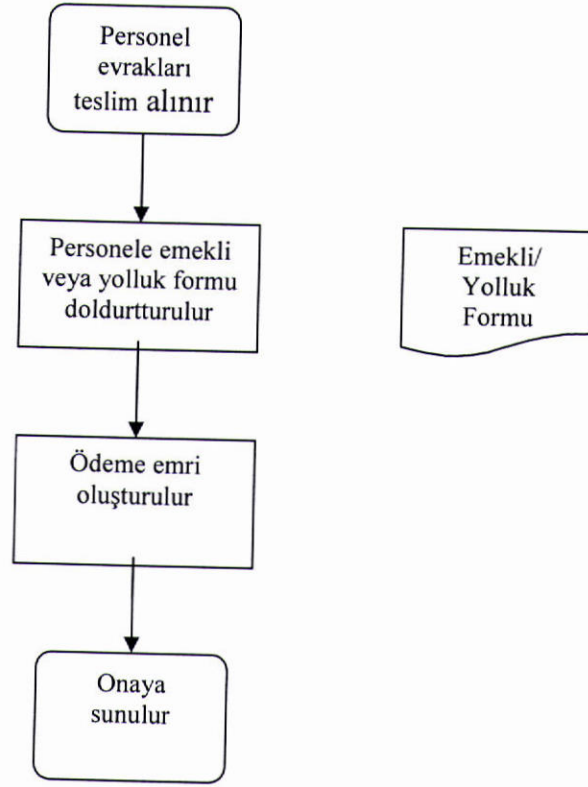 Personel
evrakları
teslim alınır
Personele emekli
veya yolluk formu
doldurtturulur
Emekli/
Yolluk
Formu
Ödeme emri
oluşturulur
Onaya
sunulur